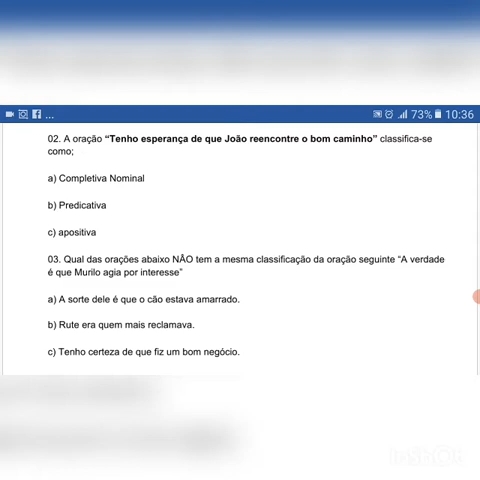 73% 10:36
02. A oração “Tenho esperança de que João reencontre o bom caminho” classifica-se
como;
a) Completiva Nominal
b) Predicativa
c) apositiva
03. Qual das orações abaixo NÃO tem a mesma classificação da oração seguinte “A verdade
é que Murilo agia por interesse”
a) A sorte dele é que o cão estava amarrado.
b) Rute era quem mais reclamava.
c) Tenho certeza de que fiz um bom negócio.